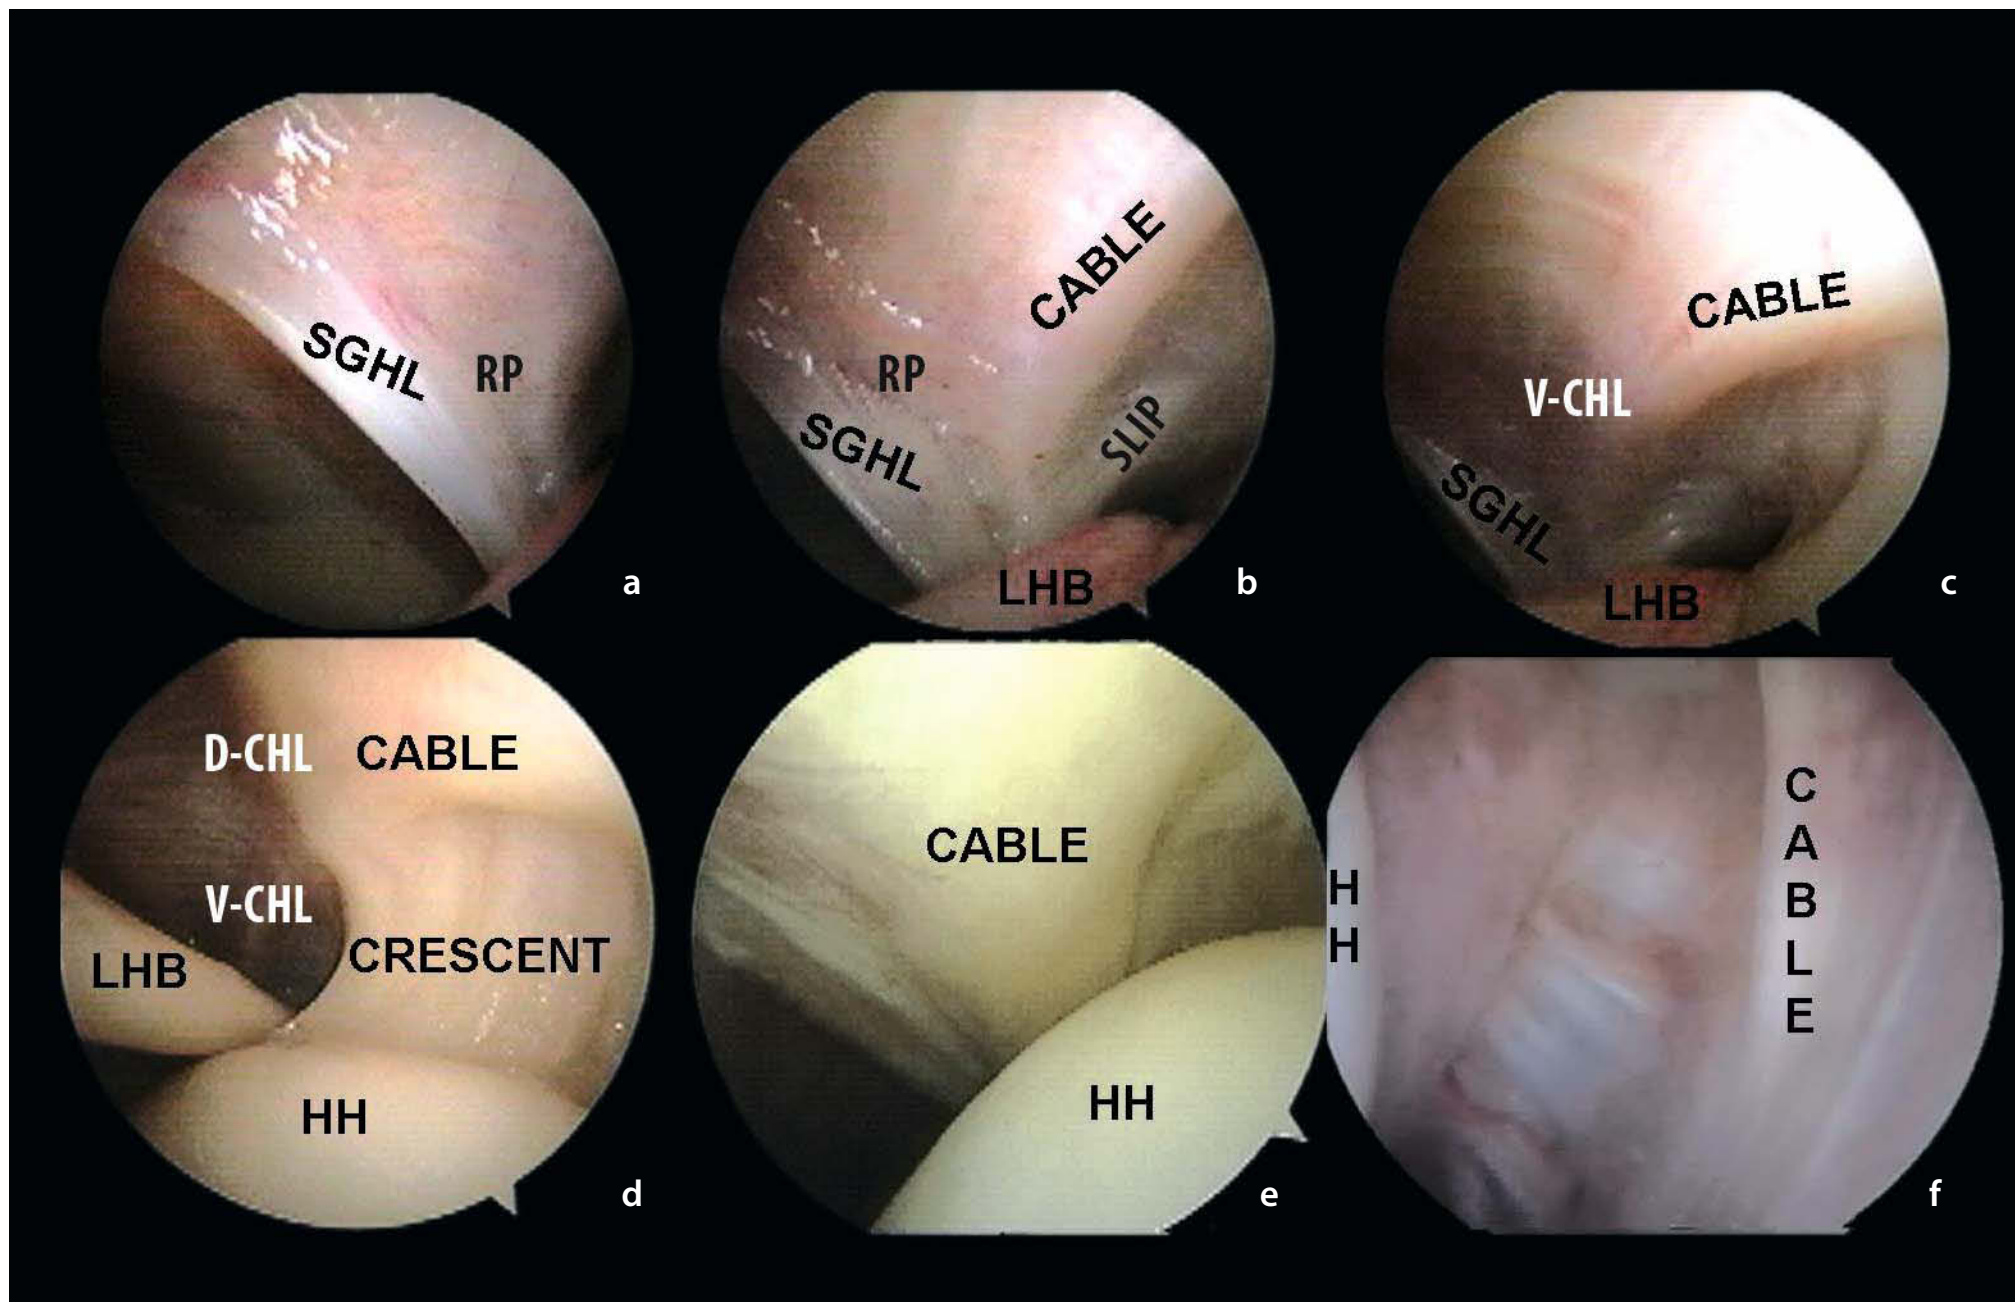 SGHL
RP
a
CABLE
RP
SGHL
SLIP
LHB
b
CABLE
V-CHL
SGHL
LHB
c
D-CHL CABLE
V-CHL
LHB
CRESCENT
HH
d
CABLE
HH
e
H
H
C
A
B
L
E
f